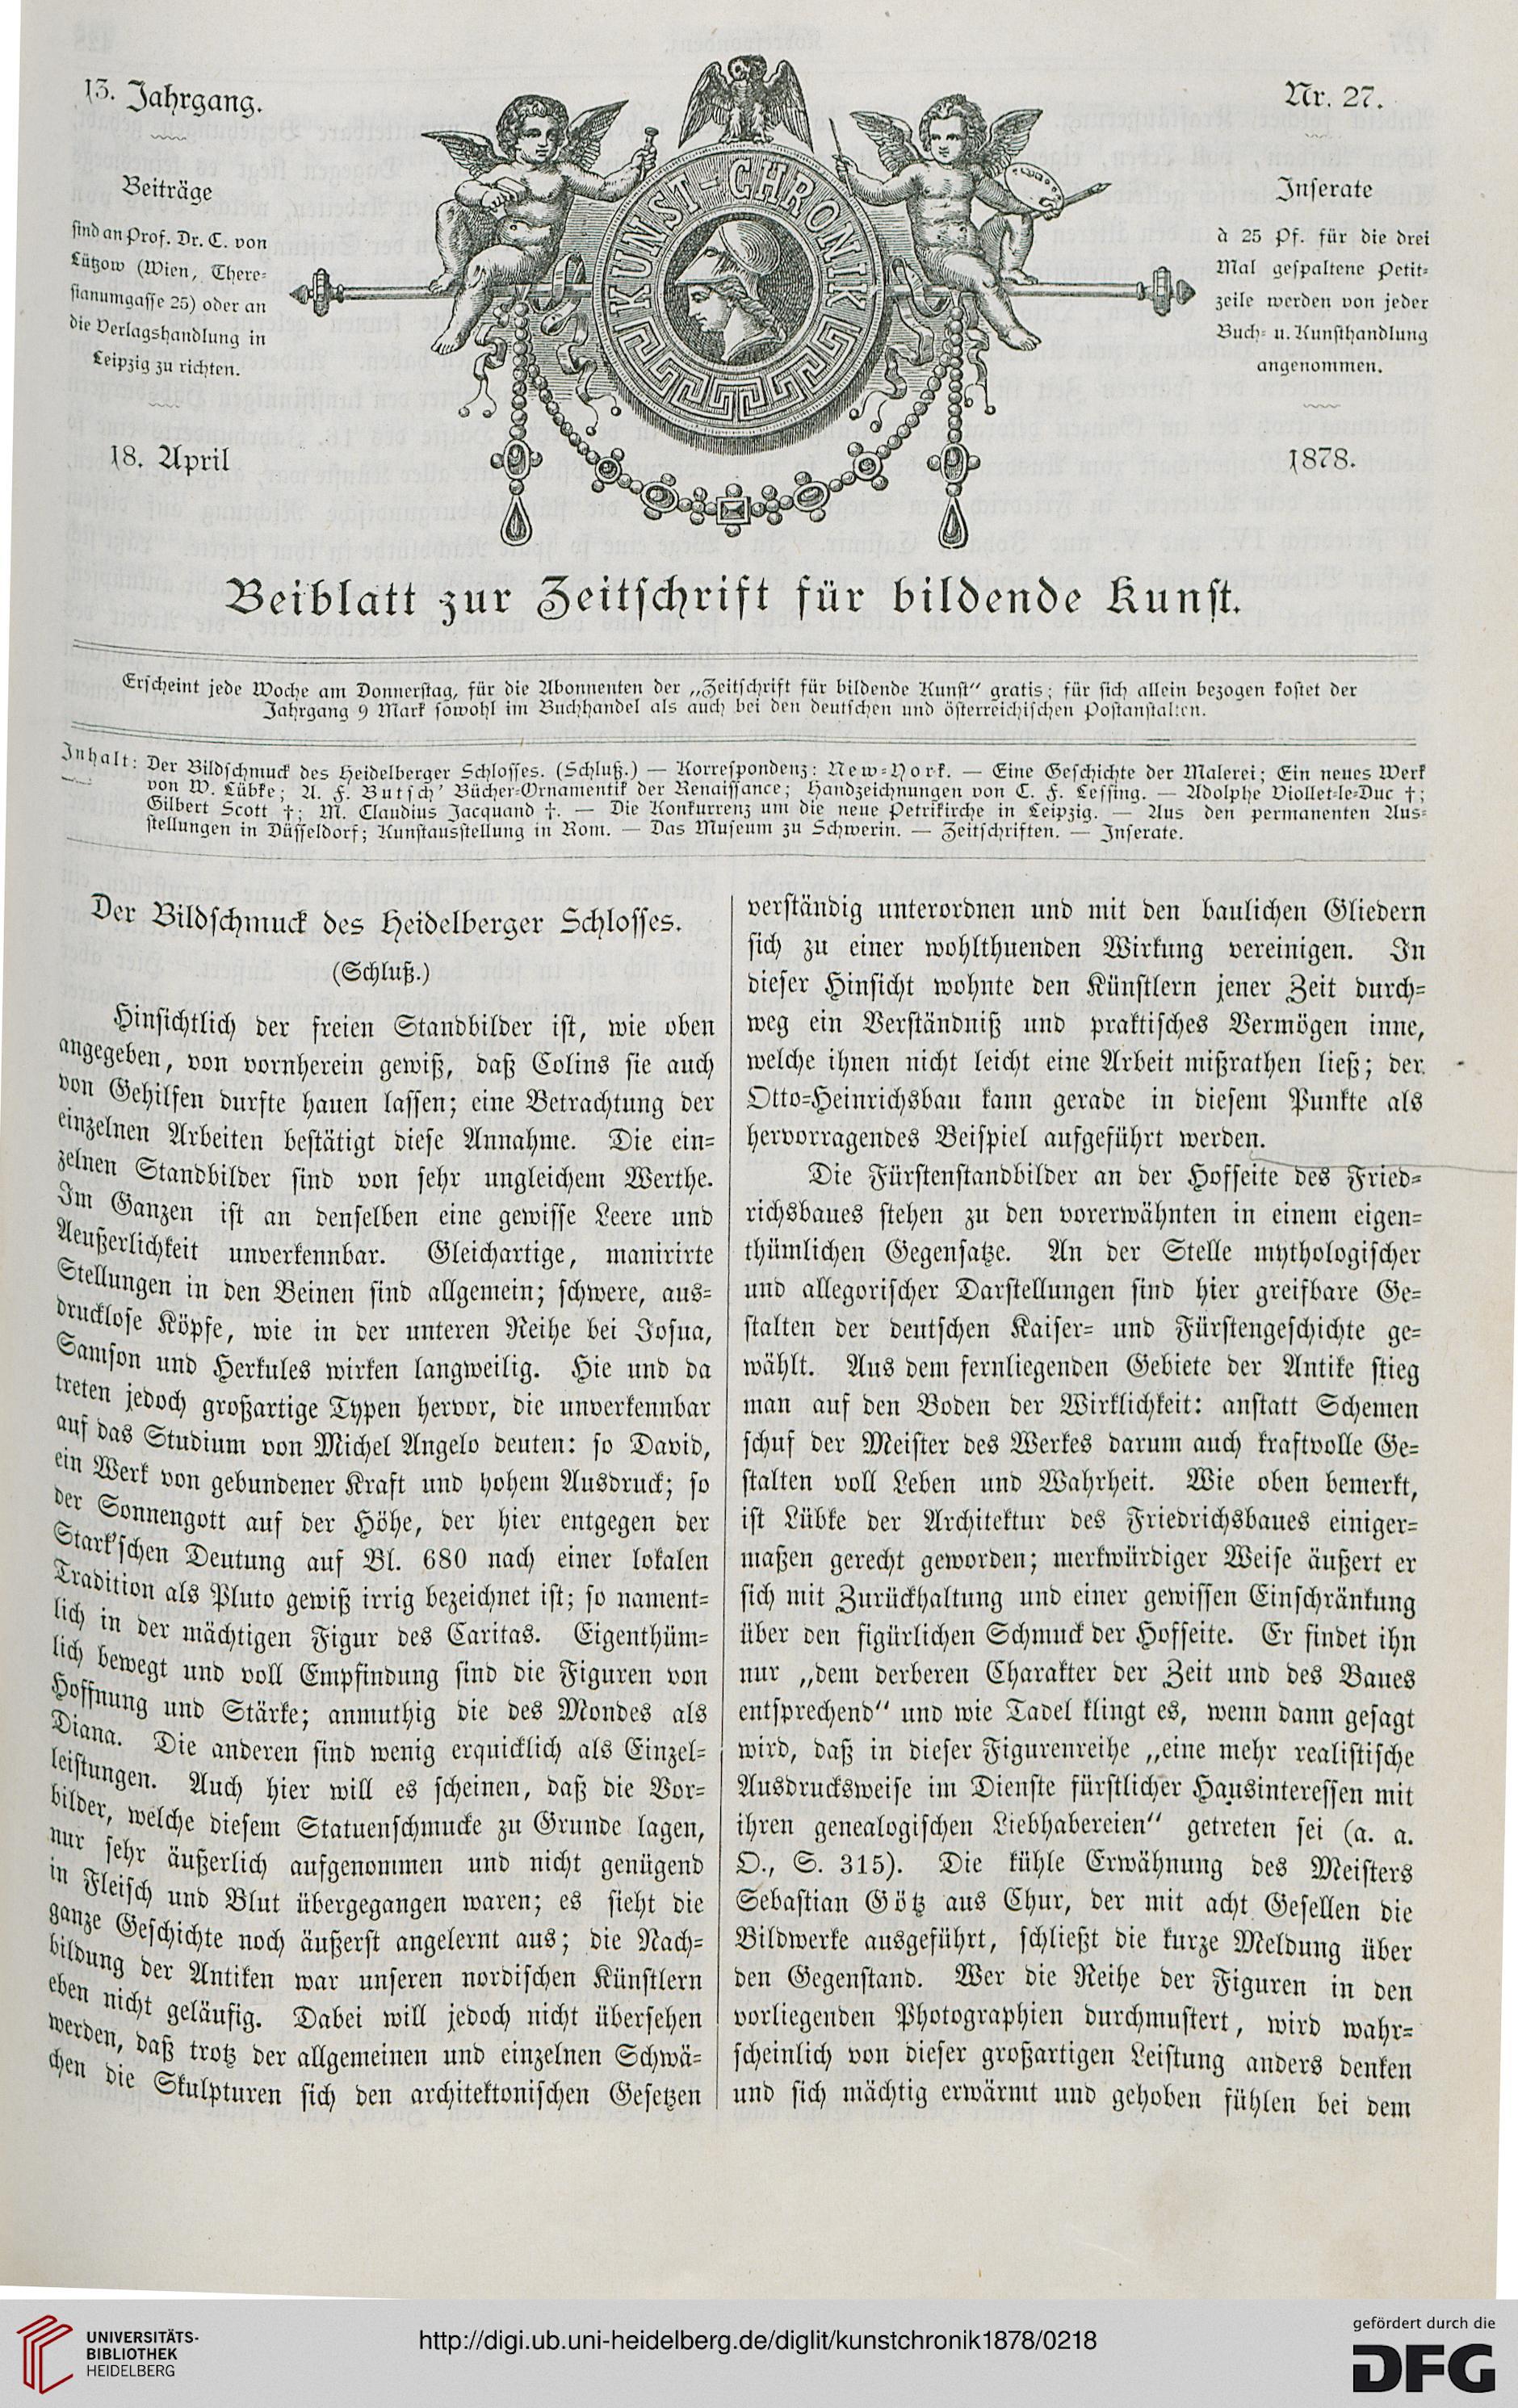 13. Jahrgang.
Beiträge
sind an Prof. Dr. C. von
Lützow (Wien, There-
sianumgasse 25) oder an
die Verlagshandlung in
Leipzig zu richten.
18. April
KUNST-CHRONIK
Nr. 27.
Inserate
à 25 Pf. für die drei
Mal gespaltene Petit-
zeile werden von jeder
Buch- u. Kunsthandlung
angenommen.
1878.
Beiblatt zur Zeitschrift für bildende Kunst.
Erscheint jede Woche am Donnerstag, für die Abonnenten der „Zeitschrift für bildende Kunst“ gratis; für sich allein bezogen kostet der
Jahrgang 9 Mark sowohl im Buchhandel als auch bei den deutschen und österreichischen Postanstalten.
Inhalt: Der Bildschmuck des Heidelberger Schlosses. (Schluß.) — Korrespondenz: New-York. — Eine Geschichte der Malerei; Ein neues Werk
von W. Lübke; A. F. Butsch' Bücher-Ornamentik der Renaissance; Handzeichnungen von C. F. Lessing. — Adolphe Viollet-le-Duc †;
Gilbert Scott †; M. Claudius Jacquand †. — Die Konkurrenz um die neue Petrikirche in Leipzig. — Aus den permanenten Aus-
stellungen in Düsseldorf; Kunstausstellung in Rom. — Das Museum zu Schwerin. — Zeitschriften. — Inserate.
Der Bildschmuck des Heidelberger Schlosses.
(Schluß.)
Hinsichtlich der freien Standbilder ist, wie oben
angegeben, von vornherein gewiß, daß Colins sie auch
von Gehilfen durfte hauen lassen; eine Betrachtung der
einzelnen Arbeiten bestätigt diese Annahme. Die ein-
zelnen Standbilder sind von sehr ungleichem Werthe.
Im Ganzen ist an denselben eine gewisse Leere und
Aeußerlichkeit unverkennbar. Gleichartige, manirirte
Stellungen in den Beinen sind allgemein; schwere, aus-
drucklose Köpfe, wie in der unteren Reihe bei Josua,
Samson und Herkules wirken langweilig. Hie und da
treten jedoch großartige Typen hervor, die unverkennbar
auf das Studium von Michel Angelo deuten: so David,
ein Werk von gebundener Kraft und hohem Ausdruck; so
der Sonnengott auf der Höhe, der hier entgegen der
Stark'schen Deutung auf Bl. 680 nach einer lokalen
Tradition als Pluto gewiß irrig bezeichnet ist; so nament-
lich in der mächtigen Figur des Caritas. Eigenthüm-
lich bewegt und voll Empfindung sind die Figuren von
Hoffnung und Stärke; anmuthig die des Mondes als
Diana. Die anderen sind wenig erquicklich als Einzel-
leistungen. Auch hier will es scheinen, daß die Vor-
bilder, welche diesem Statuenschmucke zu Grunde lagen,
nur sehr äußerlich aufgenommen und nicht genügend
in Fleisch und Blut übergegangen waren; es sieht die
ganze Geschichte noch äußerst angelernt aus; die Nach-
bildung der Antiken war unseren nordischen Künstlern
eben nicht geläufig. Dabei will jedoch nicht übersehen
werden, daß trotz der allgemeinen und einzelnen Schwä-
chen die Skulpturen sich den architektonischen Gesetzen
verständig unterordnen und mit den baulichen Gliedern
sich zu einer wohlthuenden Wirkung vereinigen. In
dieser Hinsicht wohnte den Künstlern jener Zeit durch-
weg ein Verständniß und praktisches Vermögen inne,
welche ihnen nicht leicht eine Arbeit mißrathen ließ; der
Otto-Heinrichsbau kann gerade in diesem Punkte als
hervorragendes Beispiel aufgeführt werden.
Die Fürstenstandbilder an der Hofseite des Fried-
richsbaues stehen zu den vorerwähnten in einem eigen-
thümlichen Gegensatze. An der Stelle mythologischer
und allegorischer Darstellungen sind hier greifbare Ge-
stalten der deutschen Kaiser- und Fürstengeschichte ge-
wählt. Aus dem fernliegenden Gebiete der Antike stieg
man auf den Boden der Wirklichkeit: anstatt Schemen
schuf der Meister des Werkes darum auch kraftvolle Ge-
stalten voll Leben und Wahrheit. Wie oben bemerkt,
ist Lübke der Architektur des Friedrichsbaues einiger-
maßen gerecht geworden; merkwürdiger Weise äußert er
sich mit Zurückhaltung und einer gewissen Einschränkung
über den figürlichen Schmuck der Hofseite. Er findet ihn
nur „dem derberen Charakter der Zeit und des Baues
entsprechend“ und wie Tadel klingt es, wenn dann gesagt
wird, daß in dieser Figurenreihe „eine mehr realistische
Ausdrucksweise im Dienste fürstlicher Hausinteressen mit
ihren genealogischen Liebhabereien“ getreten sei (a. a.
O., S. 315). Die kühle Erwähnung des Meisters
Sebastian Götz aus Chur, der mit acht Gesellen die
Bildwerke ausgeführt, schließt die kurze Meldung über
den Gegenstand. Wer die Reihe der Figuren in den
vorliegenden Photographien durchmustert, wird wahr-
scheinlich von dieser großartigen Leistung anders denken
und sich mächtig erwärmt und gehoben fühlen bei dem
UNIVERSITÄTS-
BIBLIOTHEK
HEIDELBERG
http://digi.ub.uni-heidelberg.de/diglit/kunstchronik1878/0218
gefördert durch die
DFG